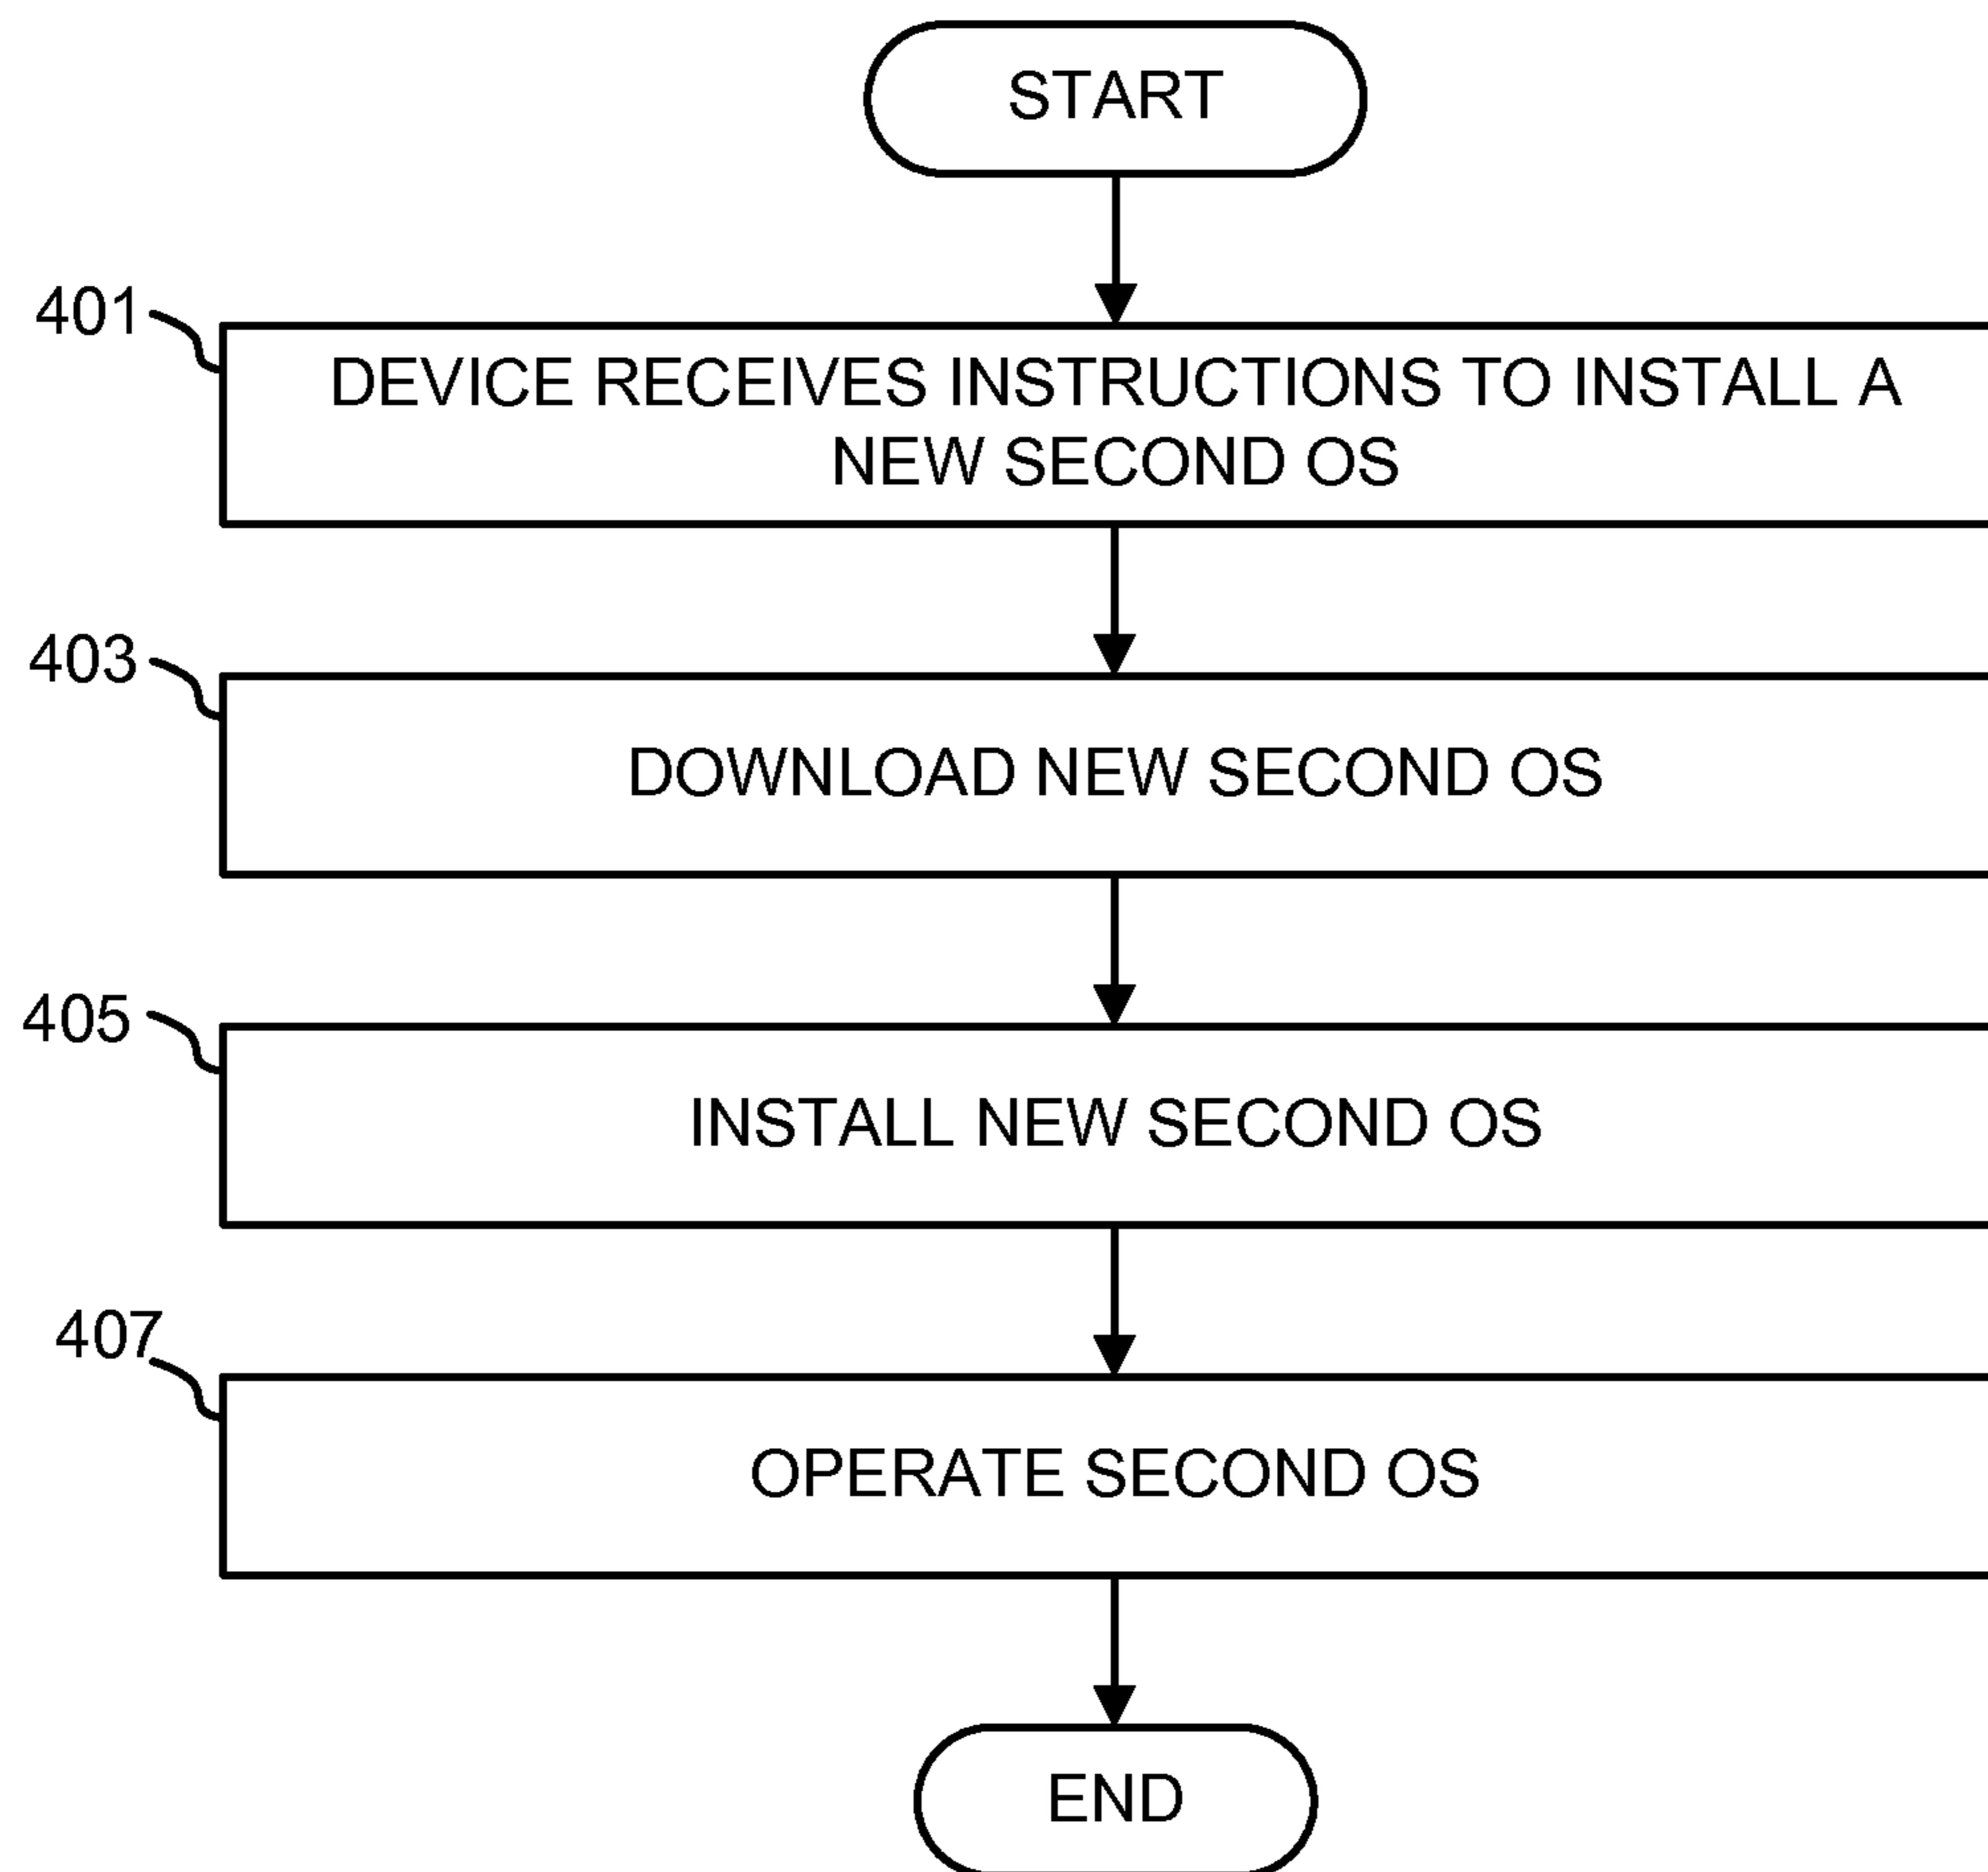 START
401
DEVICE RECEIVES INSTRUCTIONS TO INSTALL A
NEW SECOND OS
403
DOWNLOAD NEW SECOND OS
405
INSTALL NEW SECOND OS
407
OPERATE SECOND OS
END